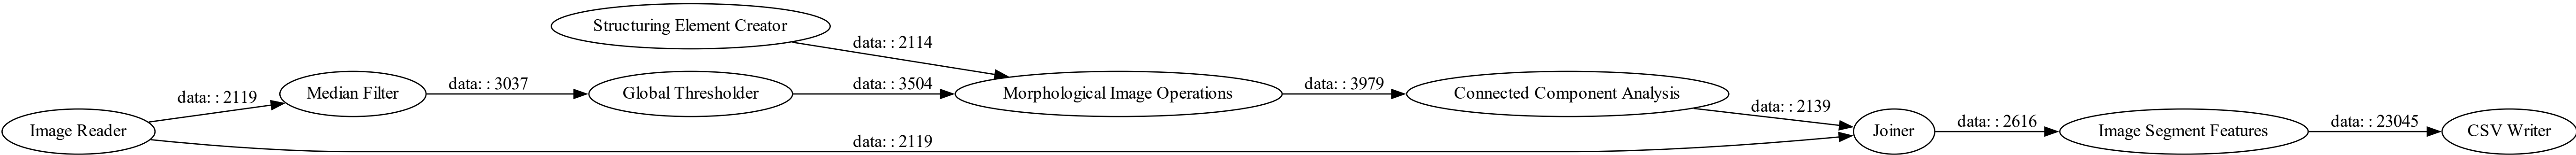 Structuring Element Creator
data: : 2114
data: : 2119
Median Filter
data: : 3037
Global Thresholder
data: : 3504
Morphological Image Operations
data: : 3979
Connected Component Analysis
data: : 2139
Image Reader
data: : 2119
Joiner
data: : 2616
Image Segment Features
data: : 23045
CSV Writer